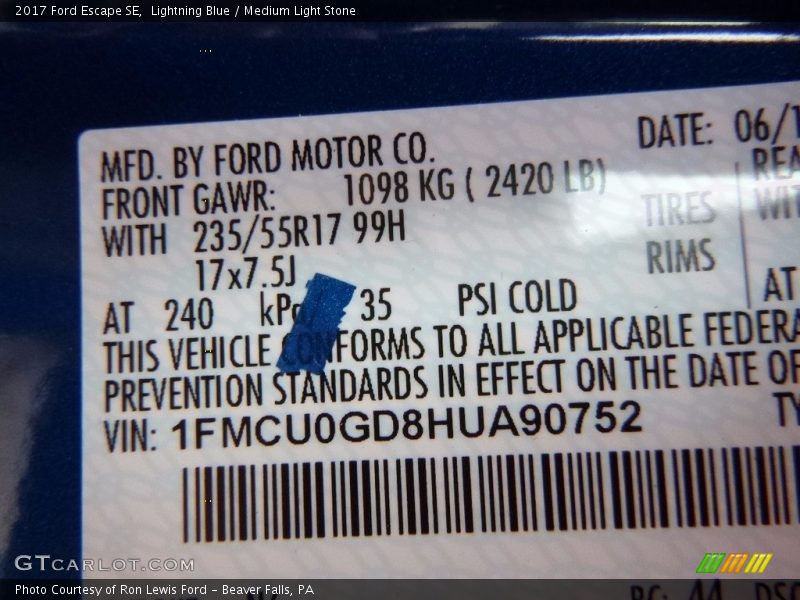 2017 Ford Escape SE, Lightning Blue / Medium Light Stone
MFD. BY FORD MOTOR CO.
DATE: 06/1
FRONT GAWR: 1098 KG ( 2420 LB)
REA
WITH 235/55R17 99H
TIRES
WIT
17x7.5J
RIMS
AT 240 kPa 35 PSI COLD
AT
THIS VEHICLE CONFORMS TO ALL APPLICABLE FEDERA
PREVENTION STANDARDS IN EFFECT ON THE DATE OF
VIN: 1FMCU0GD8HUA90752
TY
GTCARLOT.COM
Photo Courtesy of Ron Lewis Ford – Beaver Falls, PA